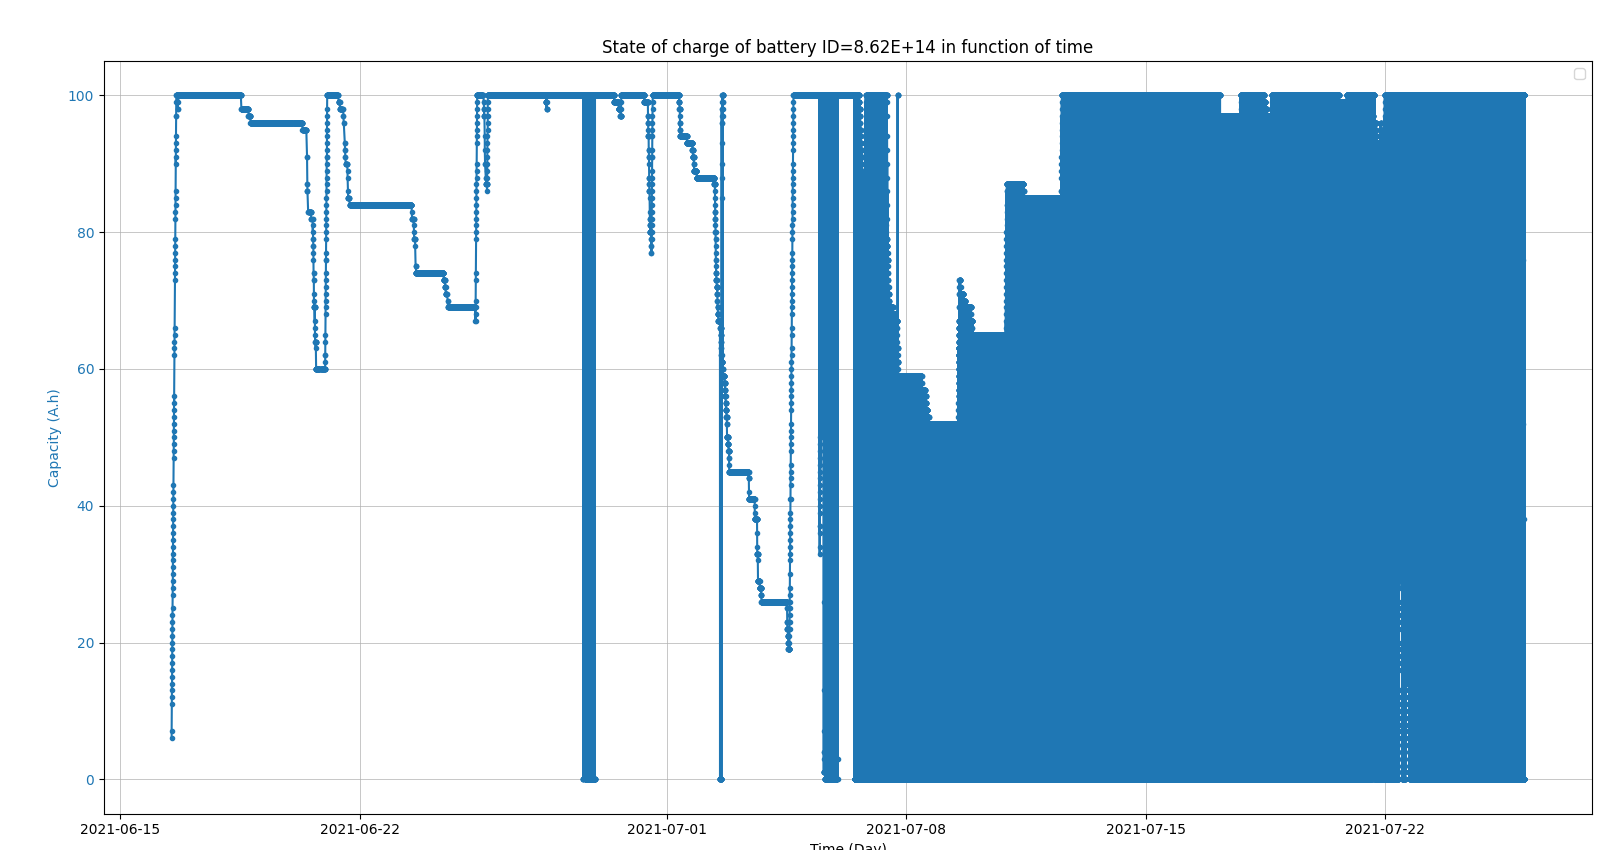 State of charge of battery ID=8.62E+14 in function of time
100
80
60
40
20
0
Capacity (A.h)
2021-06-15 2021-06-22 2021-07-01 2021-07-08 2021-07-15 2021-07-22
Time (Day)